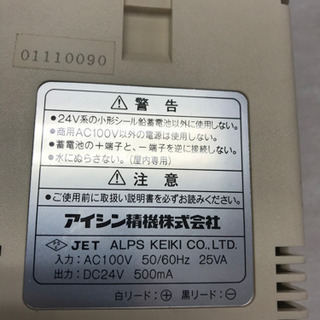 01110090
⚠警告
●24V系の小形シール鉛蓄電池以外に使用しない。
●商用AC100V以外の電源は使用しない。
●蓄電池の+端子と、−端子を逆に接続しない。
●水にぬらさない。(屋内専用)
⚠注意
●ご使用前に取扱い説明書を必ずお読みください。
アイシン精機株式会社
JET ALPS KEIKI CO.,LTD.
入力:AC100V 50/60Hz 25VA
出力:DC24V 500mA
白リード:⊕ 黒リード:⊖